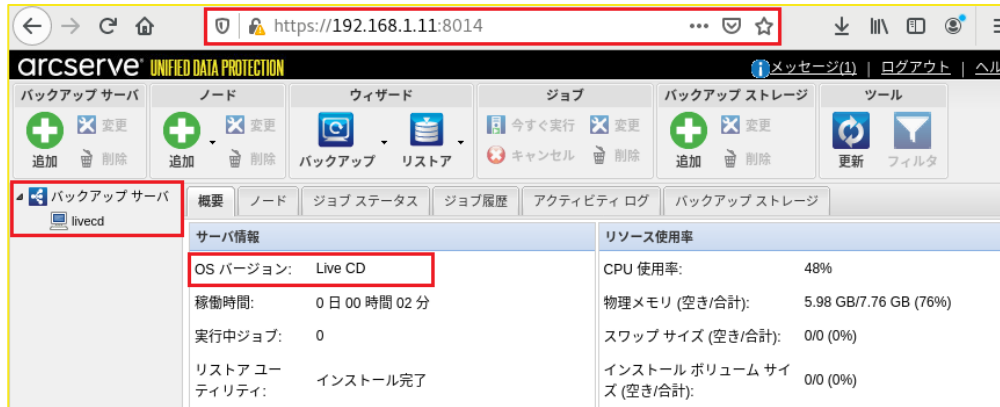 https://192.168.1.11:8014
arcserve® UNIFIED DATA PROTECTION
メッセージ(1) | ログアウト | ヘル
バックアップ サーバ ノード ウィザード ジョブ バックアップ ストレージ ツール
変更 変更 今すぐ実行 変更 変更
追加 削除 追加 削除 バックアップ リストア キャンセル 削除 追加 削除 更新 フィルタ
バックアップ サーバ
livecd
概要 ノード ジョブ ステータス ジョブ履歴 アクティビティ ログ バックアップ ストレージ
サーバ情報 リソース使用率
OS バージョン: Live CD CPU 使用率: 48%
稼働時間: 0 日 00 時間 02 分 物理メモリ (空き/合計): 5.98 GB/7.76 GB (76%)
実行中ジョブ: 0 スワップ サイズ (空き/合計): 0/0 (0%)
リストア ユー
ティリティ: インストール完了 インストール ボリューム サイ
ズ (空き/合計): 0/0 (0%)